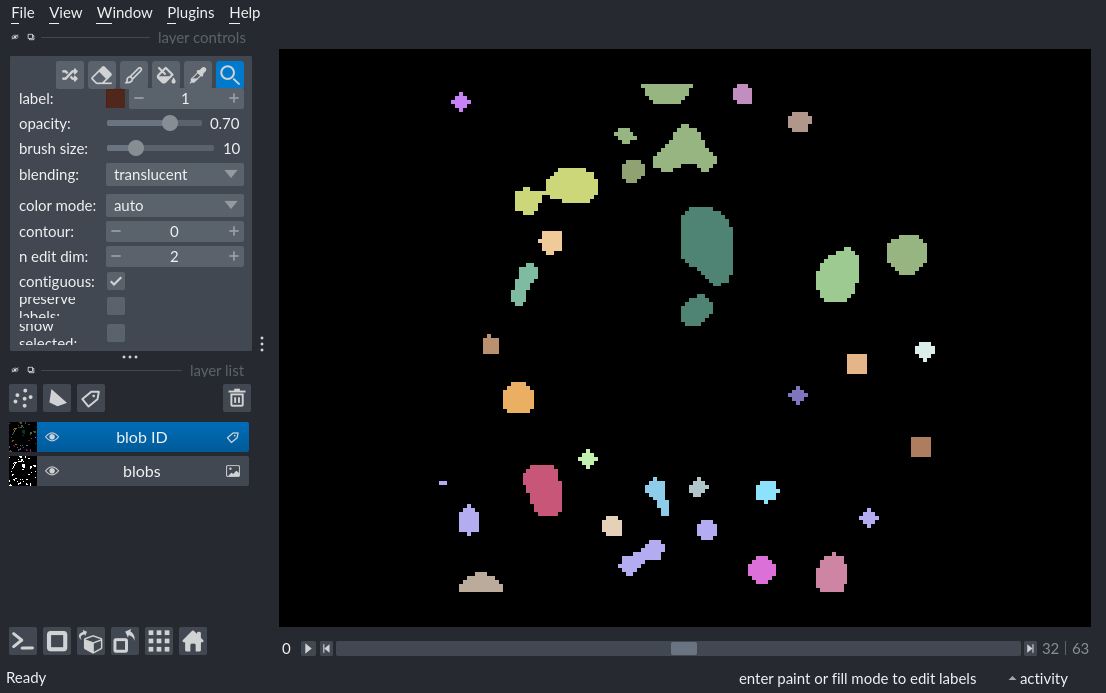 File View Window Plugins Help
layer controls
label: 1
opacity: 0.70
brush size: 10
blending: translucent
color mode: auto
contour: 0
n edit dim: 2
contiguous:
preserve
labels:
show
selected:
layer list
blob ID
blobs
0 32 63
Ready enter paint or fill mode to edit labels activity